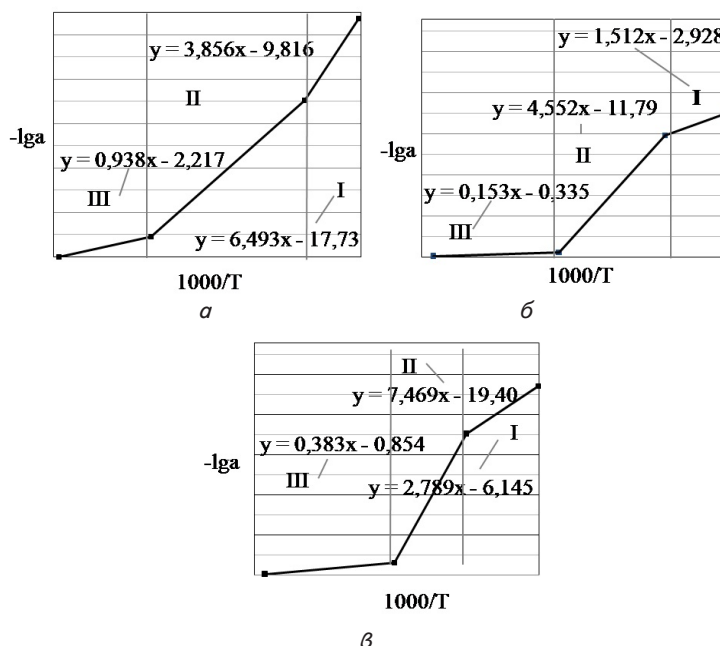 y = 3,856x - 9,816
II
-lga
y = 0,938x - 2,217
III
I
y = 6,493x - 17,73
1000/T
а
y = 1,512x - 2,928
I
y = 4,552x - 11,79
-lga
II
y = 0,153x - 0,335
III
1000/T
б
II
y = 7,469x - 19,40
I
y = 0,383x - 0,854
-lga
III
y = 2,789x - 6,145
1000/T
в